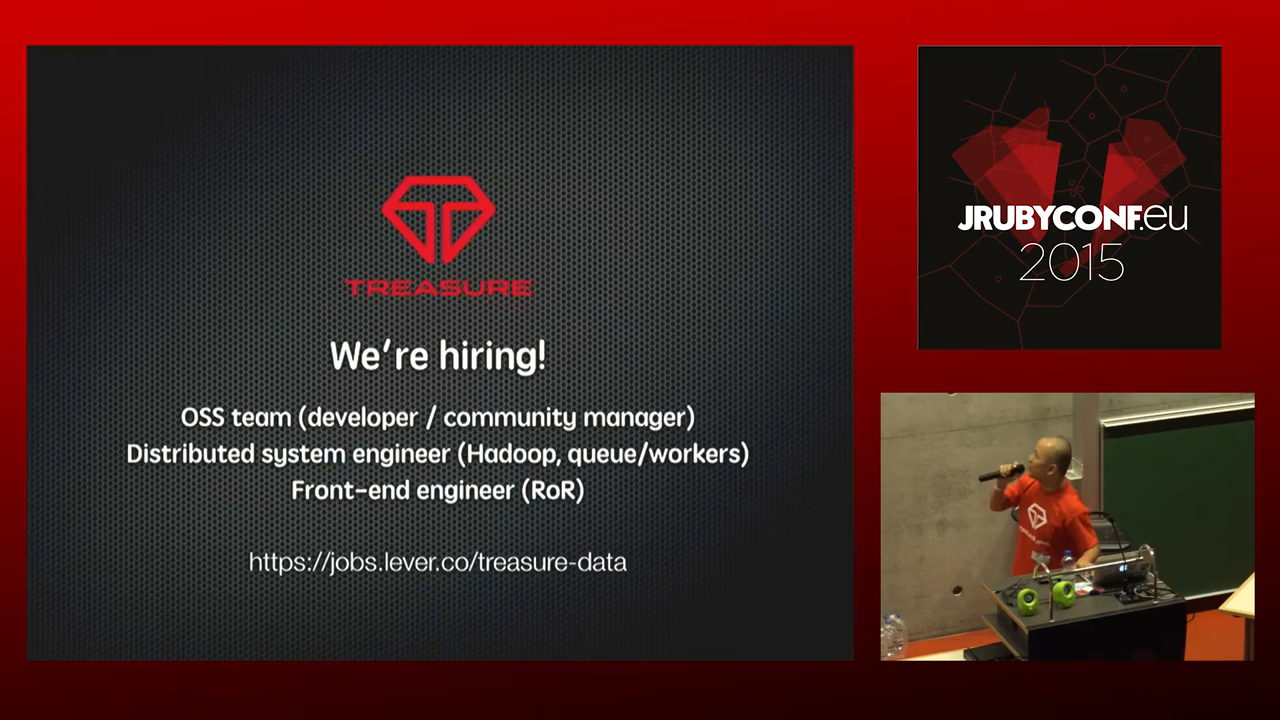 TREASURE
We're hiring!
OSS team (developer / community manager)
Distributed system engineer (Hadoop, queue/workers)
Front-end engineer (RoR)
https://jobs.lever.co/treasure-data
JRUBYCONF.eu
2015